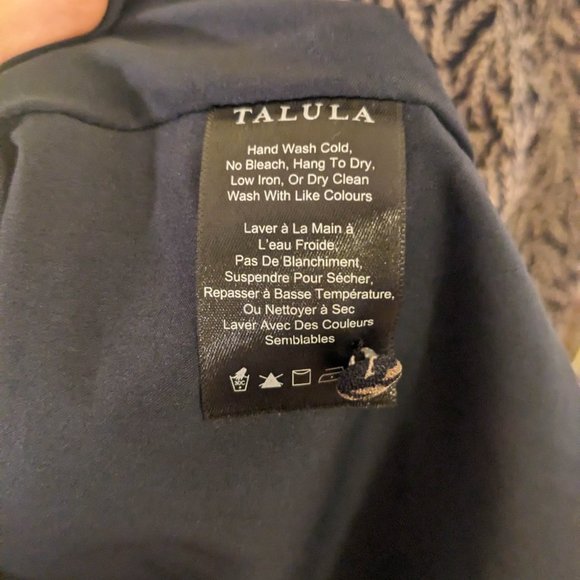 TALULA
Hand Wash Cold,
No Bleach, Hang To Dry,
Low Iron, Or Dry Clean
Wash With Like Colours
Laver à La Main à
L'eau Froide,
Pas De Blanchiment,
Suspendre Pour Sécher,
Repasser à Basse Température,
Ou Nettoyer à Sec
Laver Avec Des Couleurs
Semblables